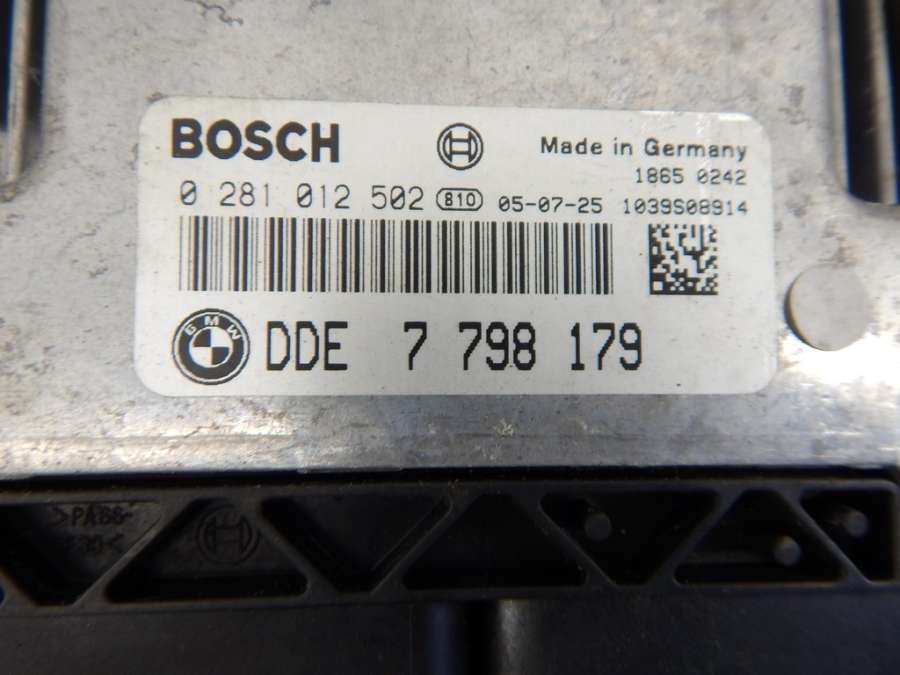 BOSCH
Made in Germany
1865 0242
0 281 012 502 810 05-07-25 1039S08914
BMW
DDE 7 798 179